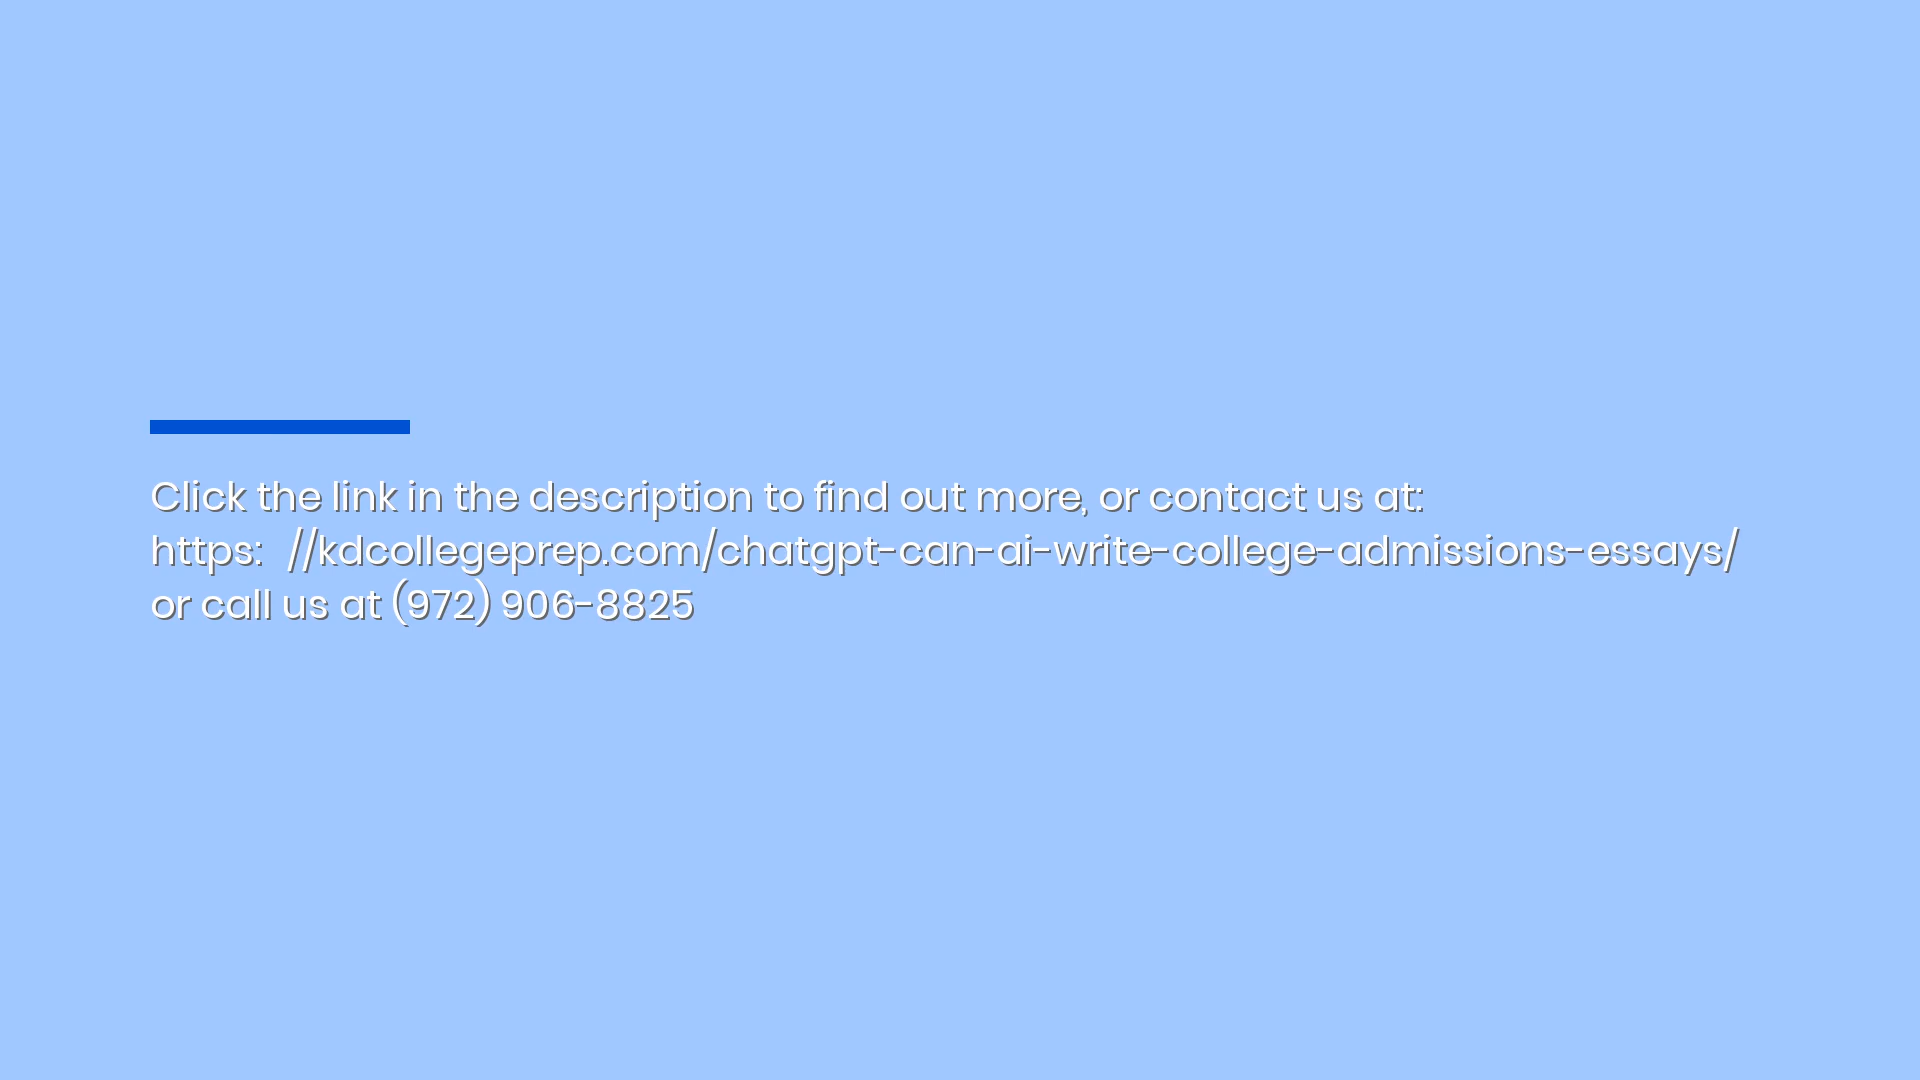 Click the link in the description to find out more, or contact us at:
https:  //kdcollegeprep.com/chatgpt-can-ai-write-college-admissions-essays/
or call us at (972) 906-8825